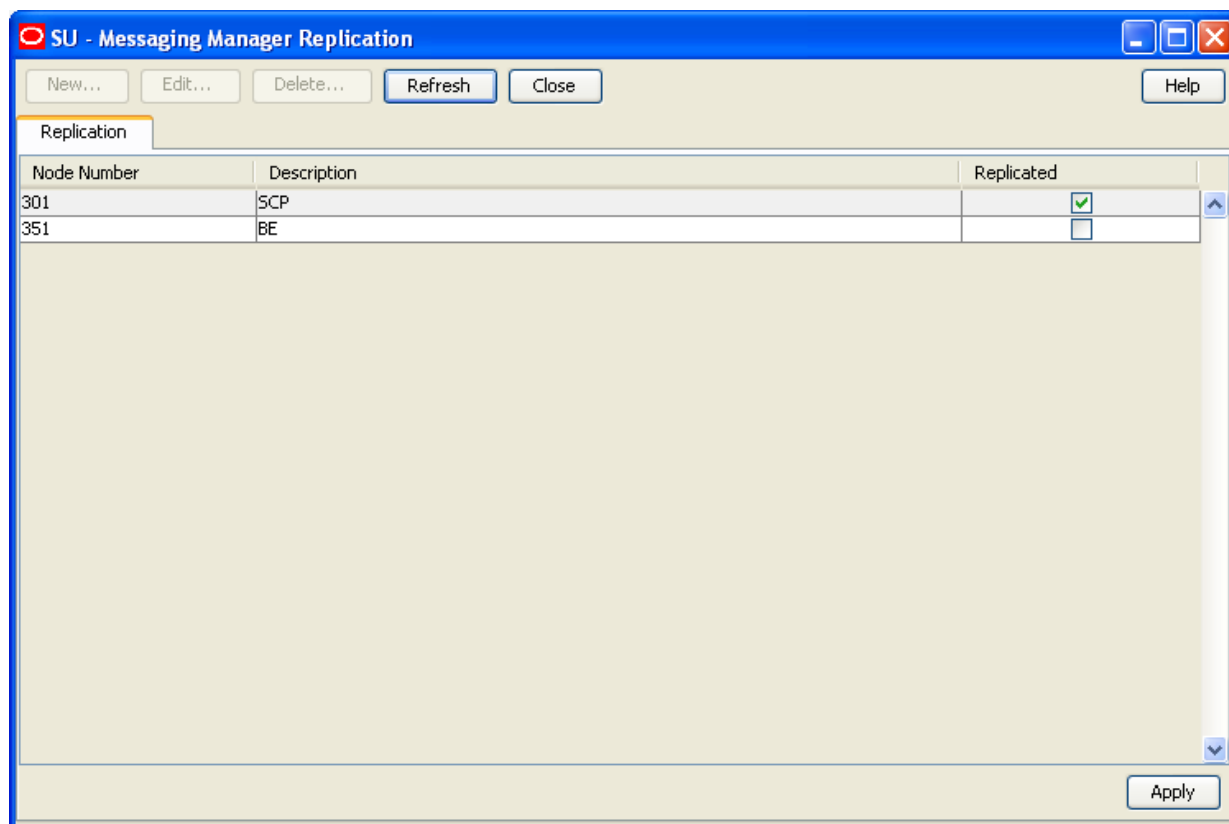 SU - Messaging Manager Replication
New... Edit... Delete... Refresh Close Help
Replication
Node Number Description Replicated
301 SCP
351 BE
Apply